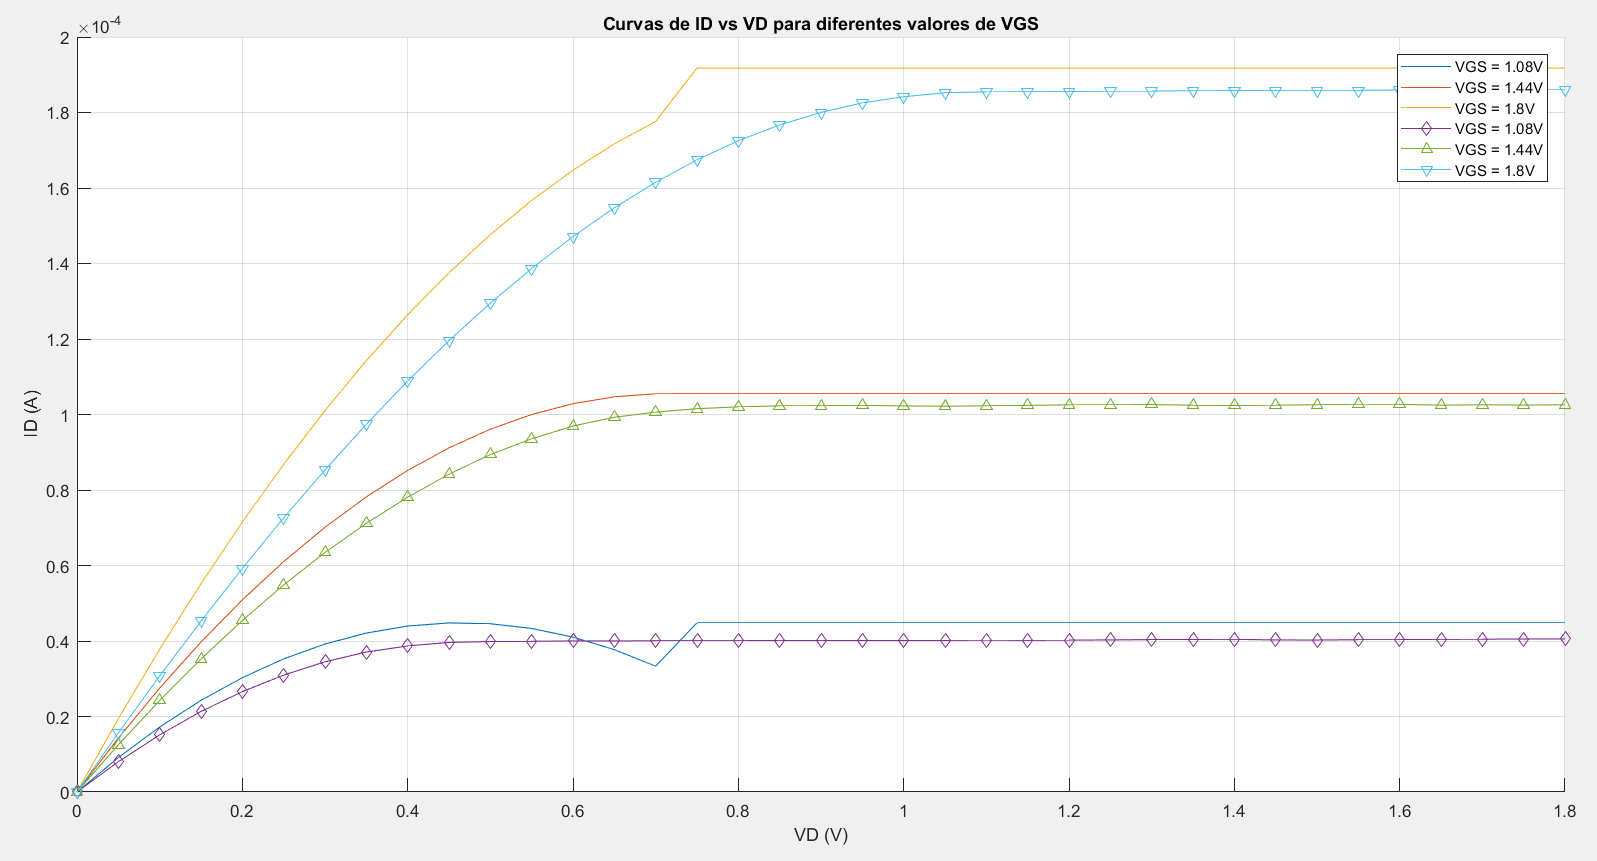 Curvas de ID vs VD para diferentes valores de VGS
×10^-4
2
1.8
1.6
1.4
1.2
1
0.8
0.6
0.4
0.2
0
ID (A)
VGS = 1.08V
VGS = 1.44V
VGS = 1.8V
VGS = 1.08V
VGS = 1.44V
VGS = 1.8V
0 0.2 0.4 0.6 0.8 1 1.2 1.4 1.6 1.8
VD (V)